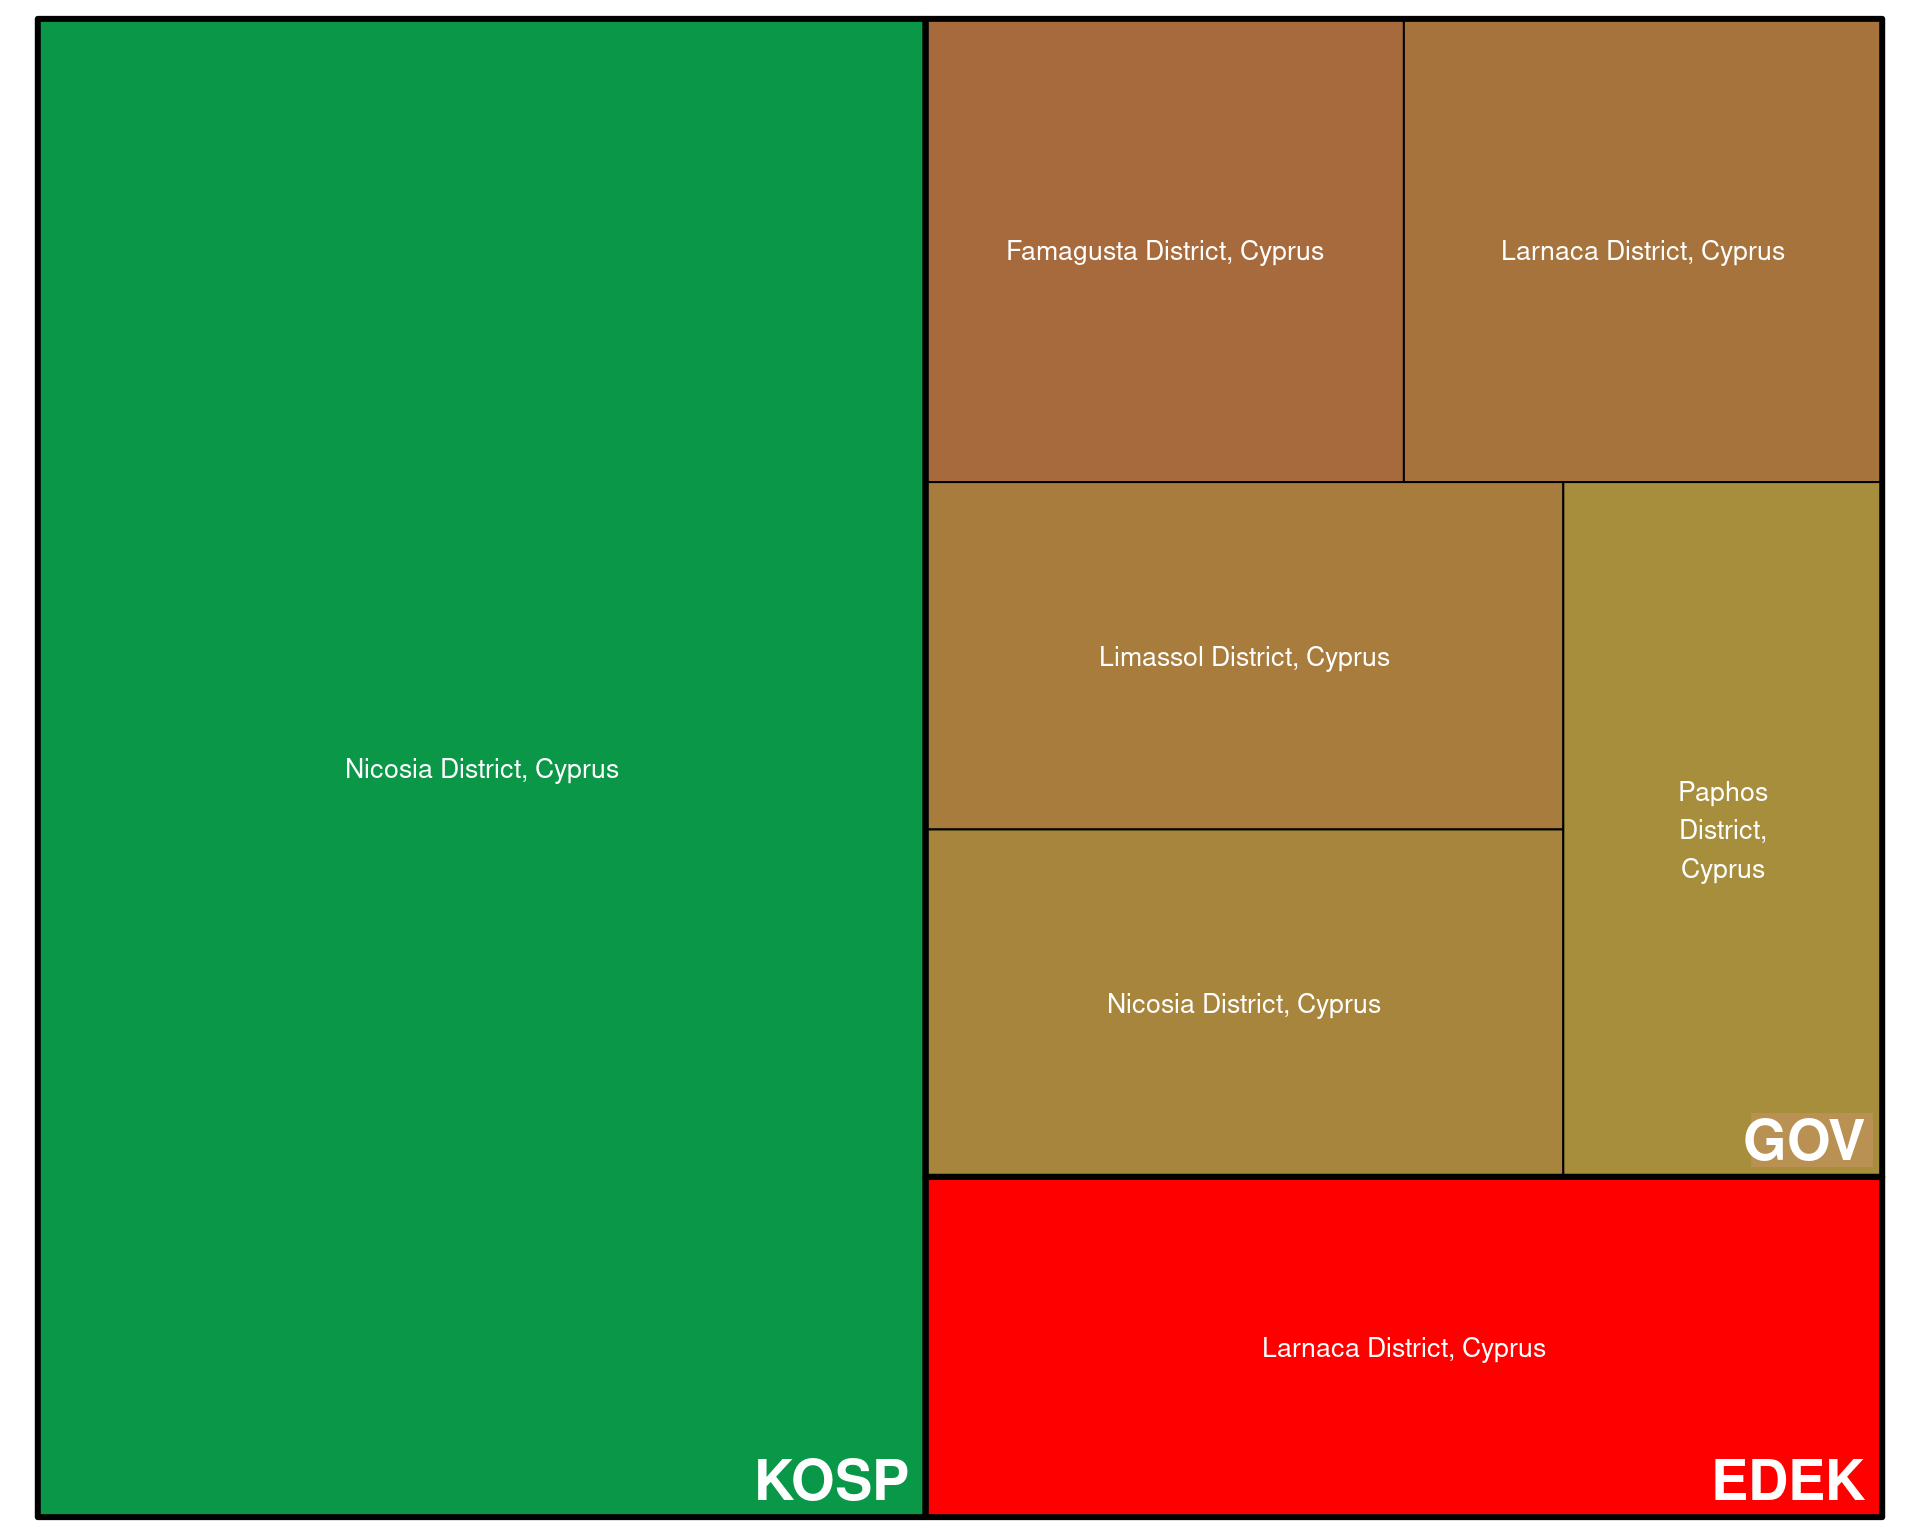 Nicosia District, Cyprus
KOSP
Famagusta District, Cyprus
Larnaca District, Cyprus
Limassol District, Cyprus
Nicosia District, Cyprus
Paphos
District,
Cyprus
GOV
Larnaca District, Cyprus
EDEK